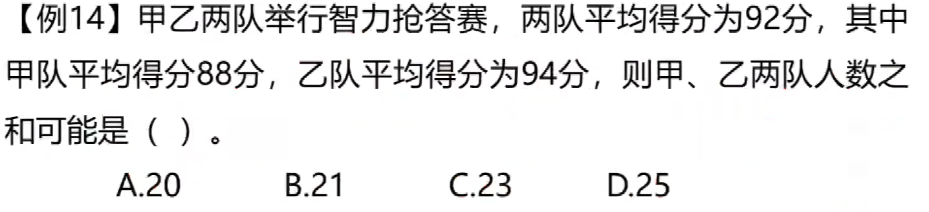 【例14】甲乙两队举行智力抢答赛，两队平均得分为92分，其中
甲队平均得分88分，乙队平均得分为94分，则甲、乙两队人数之
和可能是（ ）。
A.20 B.21 C.23 D.25